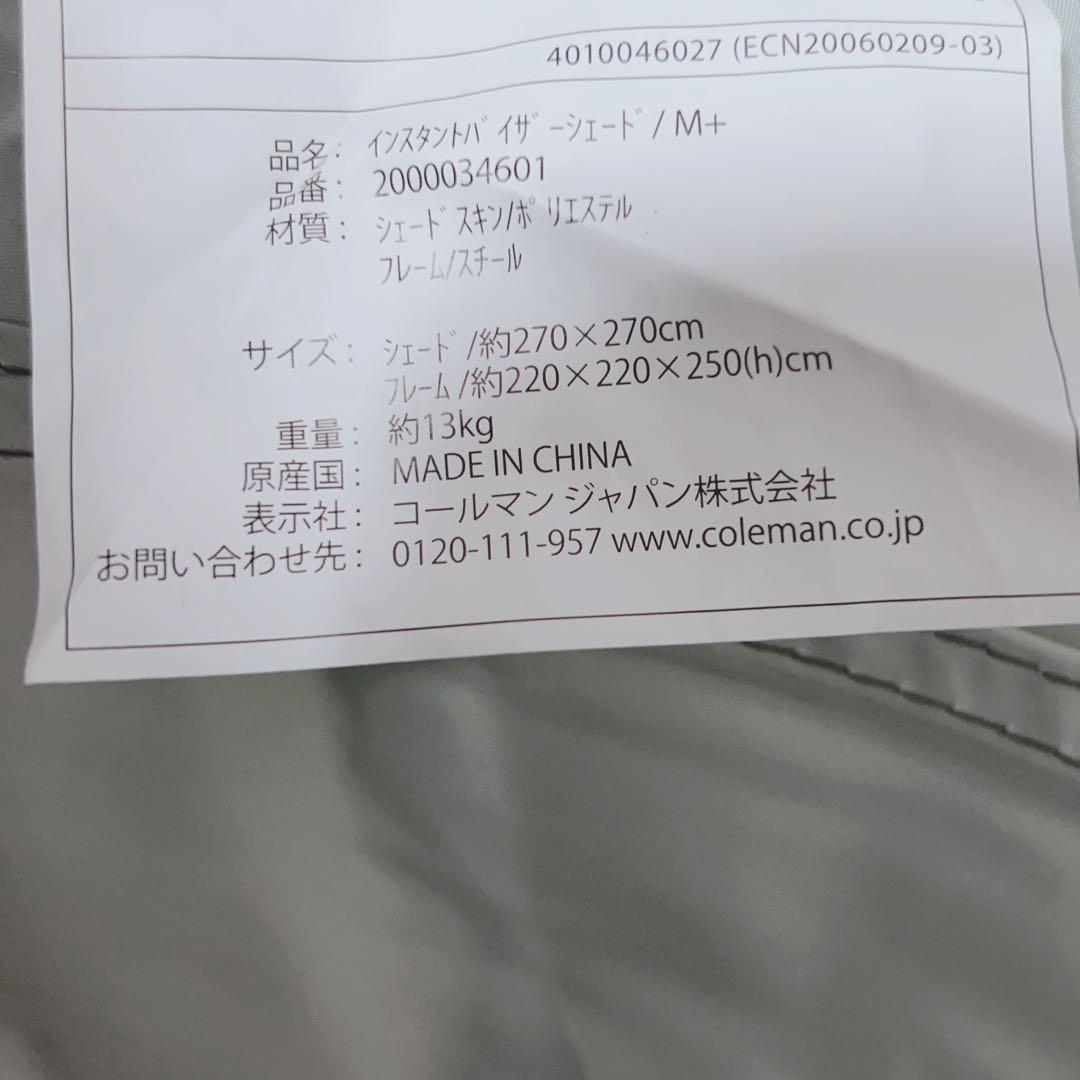 4010046027 (ECN20060209-03)
品名: インスタントバイザーシェード/M+
品番: 2000034601
材質: シェードスキン/ポリエステル
フレーム/スチール
サイズ: シェード/約270×270cm
フレーム/約220×220×250(h)cm
重量: 約13kg
原産国: MADE IN CHINA
表示社: コールマン ジャパン株式会社
お問い合わせ先: 0120-111-957 www.coleman.co.jp